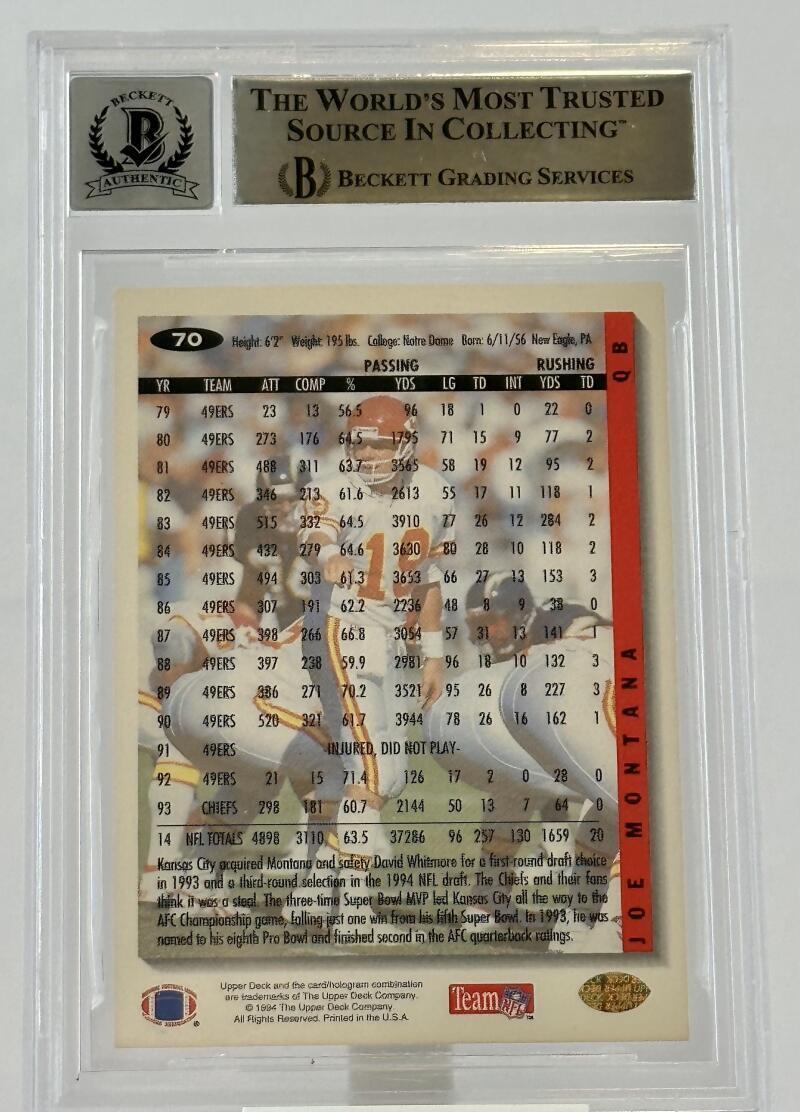 BECKETT
B
AUTHENTIC
THE WORLD'S MOST TRUSTED
SOURCE IN COLLECTING™
B BECKETT GRADING SERVICES
70 Height: 6'2" Weight: 195 lbs. College: Notre Dame Born: 6/11/56 New Eagle, PA
PASSING RUSHING
YR TEAM ATT COMP % YDS LG TD INT YDS TD
79 49ERS 23 13 56.5 96 18 1 0 22 0
80 49ERS 273 176 64.5 1795 71 15 9 77 2
81 49ERS 488 311 63.7 3565 58 19 12 95 2
82 49ERS 346 213 61.6 2613 55 17 11 118 1
83 49ERS 515 332 64.5 3910 77 26 12 284 2
84 49ERS 432 279 64.6 3630 80 28 10 118 2
85 49ERS 494 303 61.3 3653 66 27 13 153 3
86 49ERS 307 191 62.2 2236 48 8 9 38 0
87 49ERS 398 266 66.8 3054 57 31 13 141 1
88 49ERS 397 238 59.9 2981 96 18 10 132 3
89 49ERS 386 271 70.2 3521 95 26 8 227 3
90 49ERS 520 321 61.7 3944 78 26 16 162 1
91 49ERS -INJURED, DID NOT PLAY-
92 49ERS 21 15 71.4 126 17 2 0 28 0
93 CHIEFS 298 181 60.7 2144 50 13 7 64 0
14 NFL TOTALS 4898 3110 63.5 37286 96 257 130 1659 20
Kansas City acquired Montana and safety David Whitmore for a first-round draft choice
in 1993 and a third-round selection in the 1994 NFL draft. The Chiefs and their fans
think it was a steal. The three-time Super Bowl MVP led Kansas City all the way to the
AFC Championship game, falling just one win from his fifth Super Bowl. In 1993, he was
named to his eighth Pro Bowl and finished second in the AFC quarterback ratings.
JOE MONTANA QB
Upper Deck and the card/hologram combination
are trademarks of The Upper Deck Company.
© 1994 The Upper Deck Company.
All Rights Reserved. Printed in the U.S.A.
Team NFL